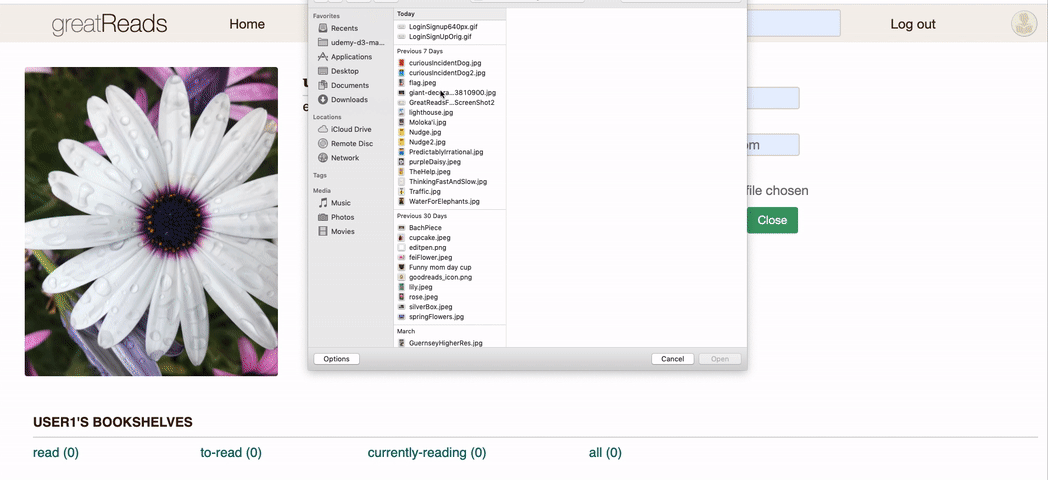 greatReads
Home
Log out
Favorites
Recents
udemy-d3-ma...
Applications
Desktop
Documents
Downloads
Locations
iCloud Drive
Remote Disc
Network
Tags
Media
Music
Photos
Movies
Today
LoginSignup640px.gif
LoginSignUpOrig.gif
Previous 7 Days
curiousIncidentDog.jpg
curiousIncidentDog2.jpg
flag.jpeg
giant-decora...3810900.jpg
GreatReadsF...ScreenShot2
lighthouse.jpg
Moloka'i.jpg
Nudge.jpg
Nudge2.jpg
PredictablyIrrational.jpg
purpleDaisy.jpeg
TheHelp.jpeg
ThinkingFastAndSlow.jpg
Traffic.jpg
WaterForElephants.jpg
Previous 30 Days
BachPiece
cupcake.jpeg
editpen.png
feiFlower.jpeg
Funny mom day cup
goodreads_icon.png
lily.jpeg
rose.jpeg
silverBox.jpeg
springFlowers.jpg
March
GuernseyHigherRes.jpg
Options
Cancel
Open
om
file chosen
Close
USER1'S BOOKSHELVES
read (0)
to-read (0)
currently-reading (0)
all (0)